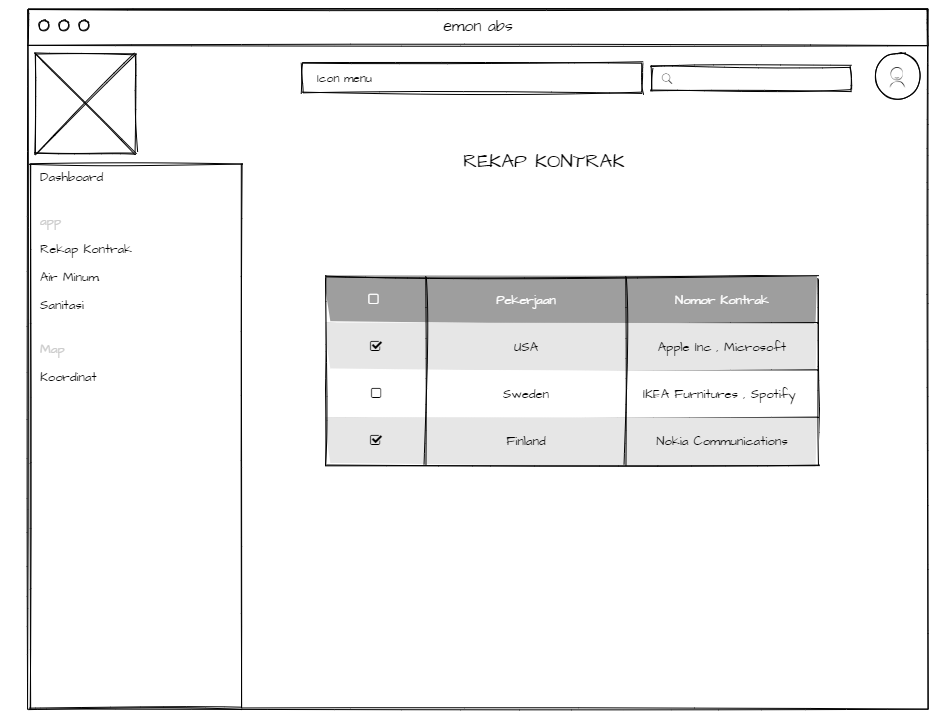 emon abs
Icon menu
REKAP KONTRAK
Dashboard
app
Rekap Kontrak
Air Minum
Sanitasi
Map
Koordinat
Pekerjaan Nomor Kontrak
USA Apple Inc , Microsoft
Sweden IKEA Furnitures , Spotify
Finland Nokia Communications